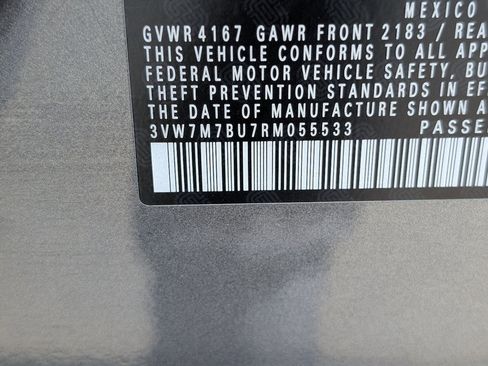 MEXICO
GVWR 4167 GAWR FRONT 2183 / REA
THIS VEHICLE CONFORMS TO ALL APP
FEDERAL MOTOR VEHICLE SAFETY, BU
THEFT PREVENTION STANDARDS IN EF
THE DATE OF MANUFACTURE SHOWN A
3VW7M7BU7RM055533 PASSE